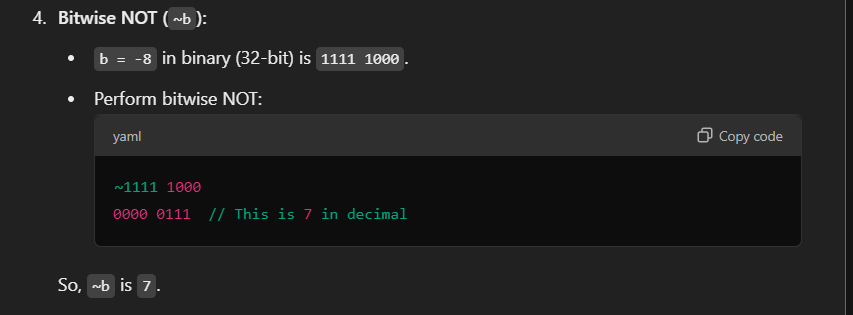 4. Bitwise NOT ( ~b ):
• b = -8 in binary (32-bit) is 1111 1000 .
• Perform bitwise NOT:
yaml Copy code
~1111 1000
0000 0111 // This is 7 in decimal
So, ~b is 7 .